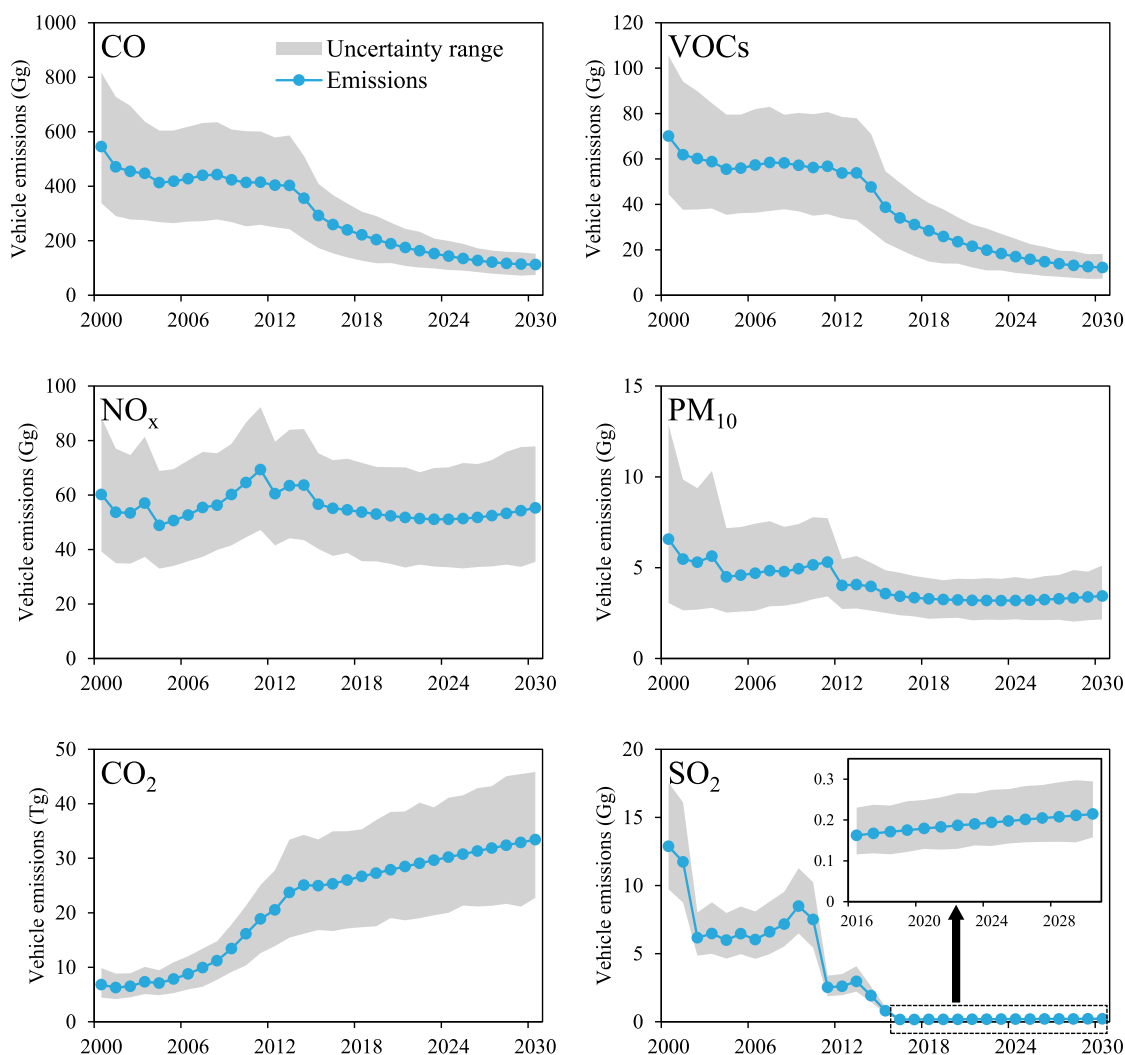 CO
Uncertainty range
Emissions
Vehicle emissions (Gg)
1000
800
600
400
200
0
2000 2006 2012 2018 2024 2030
VOCs
Vehicle emissions (Gg)
120
100
80
60
40
20
0
2000 2006 2012 2018 2024 2030
NOx
Vehicle emissions (Gg)
100
80
60
40
20
0
2000 2006 2012 2018 2024 2030
PM10
Vehicle emissions (Gg)
15
10
5
0
2000 2006 2012 2018 2024 2030
CO2
Vehicle emissions (Tg)
50
40
30
20
10
0
2000 2006 2012 2018 2024 2030
SO2
Vehicle emissions (Gg)
20
15
10
5
0
2000 2006 2012 2018 2024 2030
0.3
0.2
0.1
0
2016 2020 2024 2028